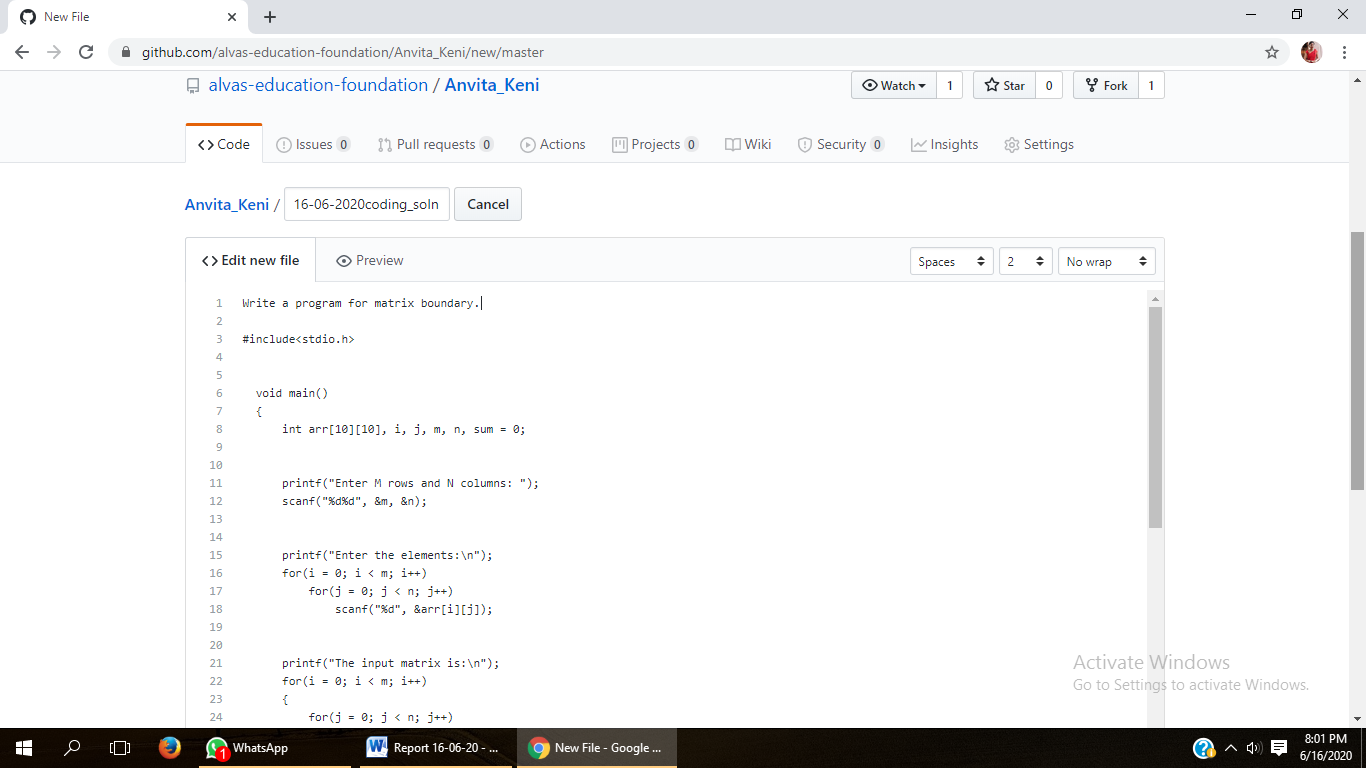 New File
github.com/alvas-education-foundation/Anvita_Keni/new/master
alvas-education-foundation / Anvita_Keni
Watch 1 Star 0 Fork 1
Code Issues 0 Pull requests 0 Actions Projects 0 Wiki Security 0 Insights Settings
Anvita_Keni / 16-06-2020coding_soln Cancel
Edit new file Preview Spaces 2 No wrap
1 Write a program for matrix boundary.
2
3 #include<stdio.h>
4
5
6 void main()
7 {
8 int arr[10][10], i, j, m, n, sum = 0;
9
10
11 printf("Enter M rows and N columns: ");
12 scanf("%d%d", &m, &n);
13
14
15 printf("Enter the elements:\n");
16 for(i = 0; i < m; i++)
17 for(j = 0; j < n; j++)
18 scanf("%d", &arr[i][j]);
19
20
21 printf("The input matrix is:\n");
22 for(i = 0; i < m; i++)
23 {
24 for(j = 0; j < n; j++)
Activate Windows
Go to Settings to activate Windows.
1 WhatsApp Report 16-06-20 - ... New File - Google ... 8:01 PM
6/16/2020